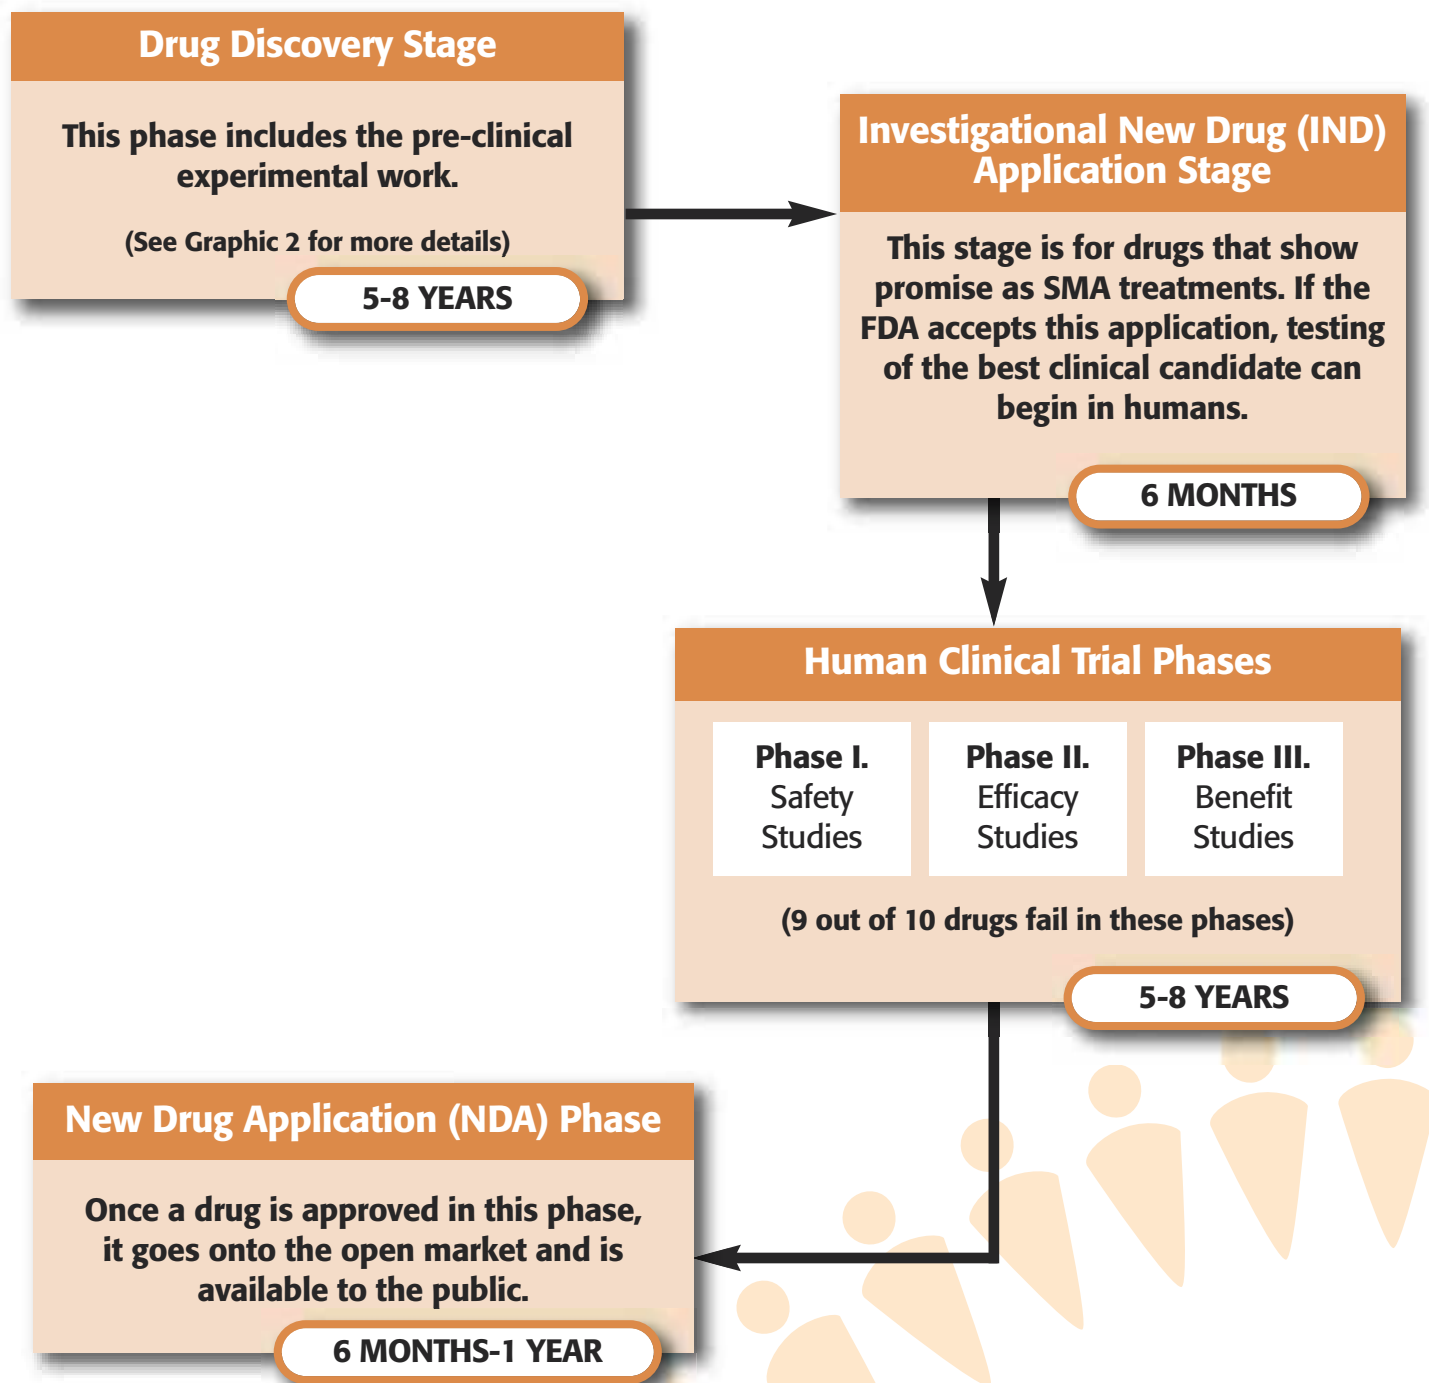 Drug Discovery Stage
This phase includes the pre-clinical
experimental work.
(See Graphic 2 for more details)
5-8 YEARS
Investigational New Drug (IND)
Application Stage
This stage is for drugs that show
promise as SMA treatments. If the
FDA accepts this application, testing
of the best clinical candidate can
begin in humans.
6 MONTHS
Human Clinical Trial Phases
Phase I.
Safety
Studies
Phase II.
Efficacy
Studies
Phase III.
Benefit
Studies
(9 out of 10 drugs fail in these phases)
5-8 YEARS
New Drug Application (NDA) Phase
Once a drug is approved in this phase,
it goes onto the open market and is
available to the public.
6 MONTHS-1 YEAR